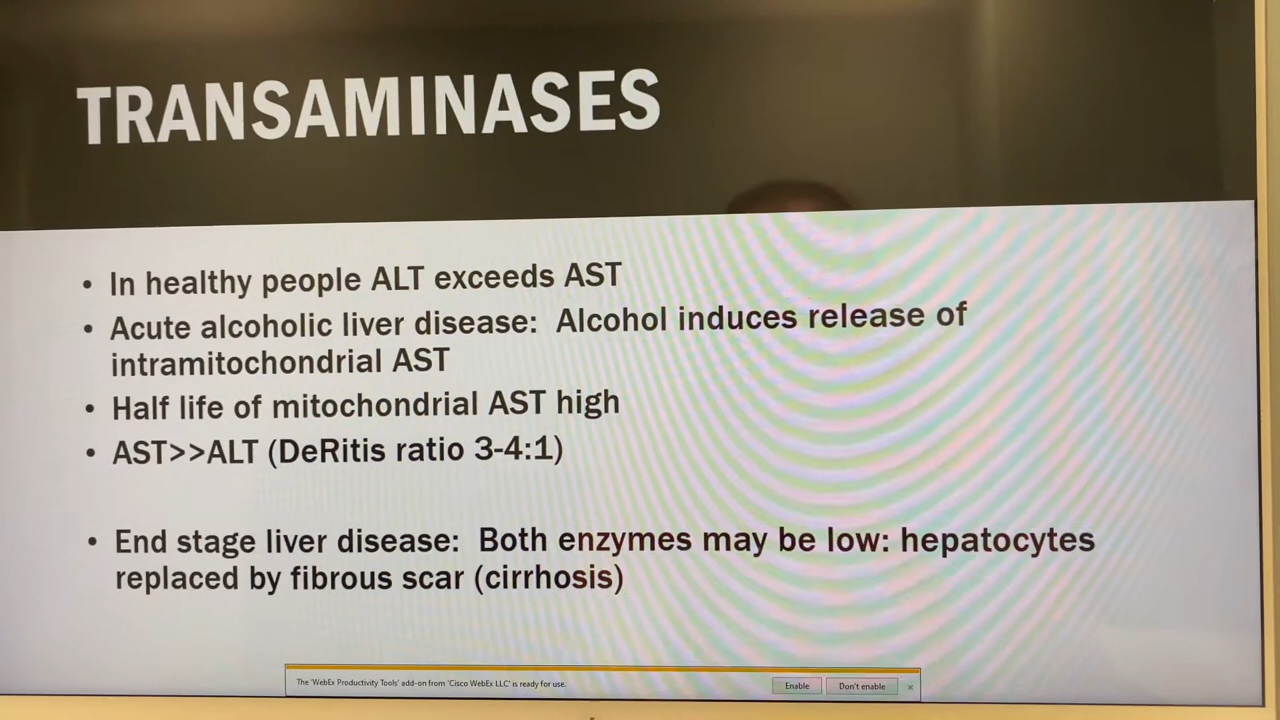 TRANSAMINASES
• In healthy people ALT exceeds AST
• Acute alcoholic liver disease: Alcohol induces release of
intramitochondrial AST
• Half life of mitochondrial AST high
• AST>>ALT (DeRitis ratio 3-4:1)
• End stage liver disease: Both enzymes may be low: hepatocytes
replaced by fibrous scar (cirrhosis)
The 'WebEx Productivity Tools' add-on from 'Cisco WebEx LLC' is ready for use.
Enable
Don't enable
×